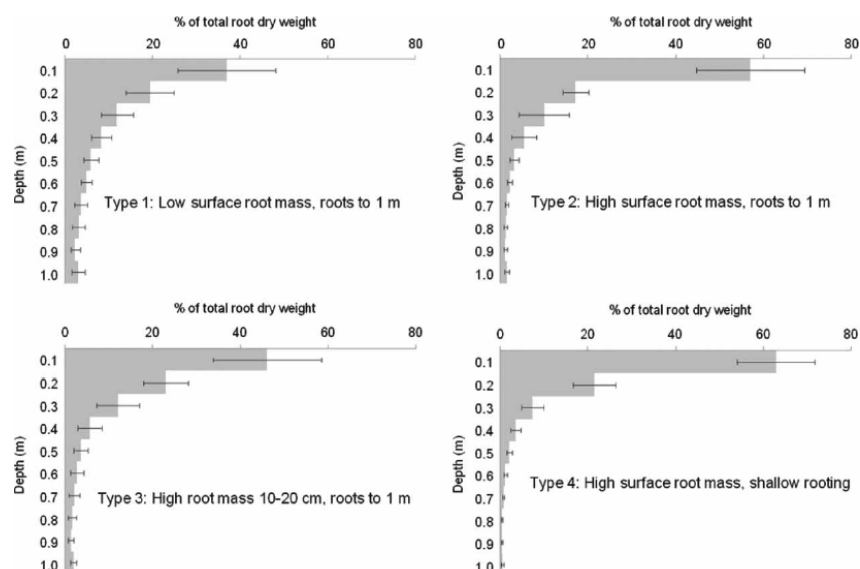 % of total root dry weight
0 20 40 60 80
Depth (m)
0.1
0.2
0.3
0.4
0.5
0.6
0.7
0.8
0.9
1.0
Type 1: Low surface root mass, roots to 1 m
% of total root dry weight
0 20 40 60 80
Depth (m)
0.1
0.2
0.3
0.4
0.5
0.6
0.7
0.8
0.9
1.0
Type 2: High surface root mass, roots to 1 m
% of total root dry weight
0 20 40 60 80
Depth (m)
0.1
0.2
0.3
0.4
0.5
0.6
0.7
0.8
0.9
1.0
Type 3: High root mass 10-20 cm, roots to 1 m
% of total root dry weight
0 20 40 60 80
Depth (m)
0.1
0.2
0.3
0.4
0.5
0.6
0.7
0.8
0.9
1.0
Type 4: High surface root mass, shallow rooting